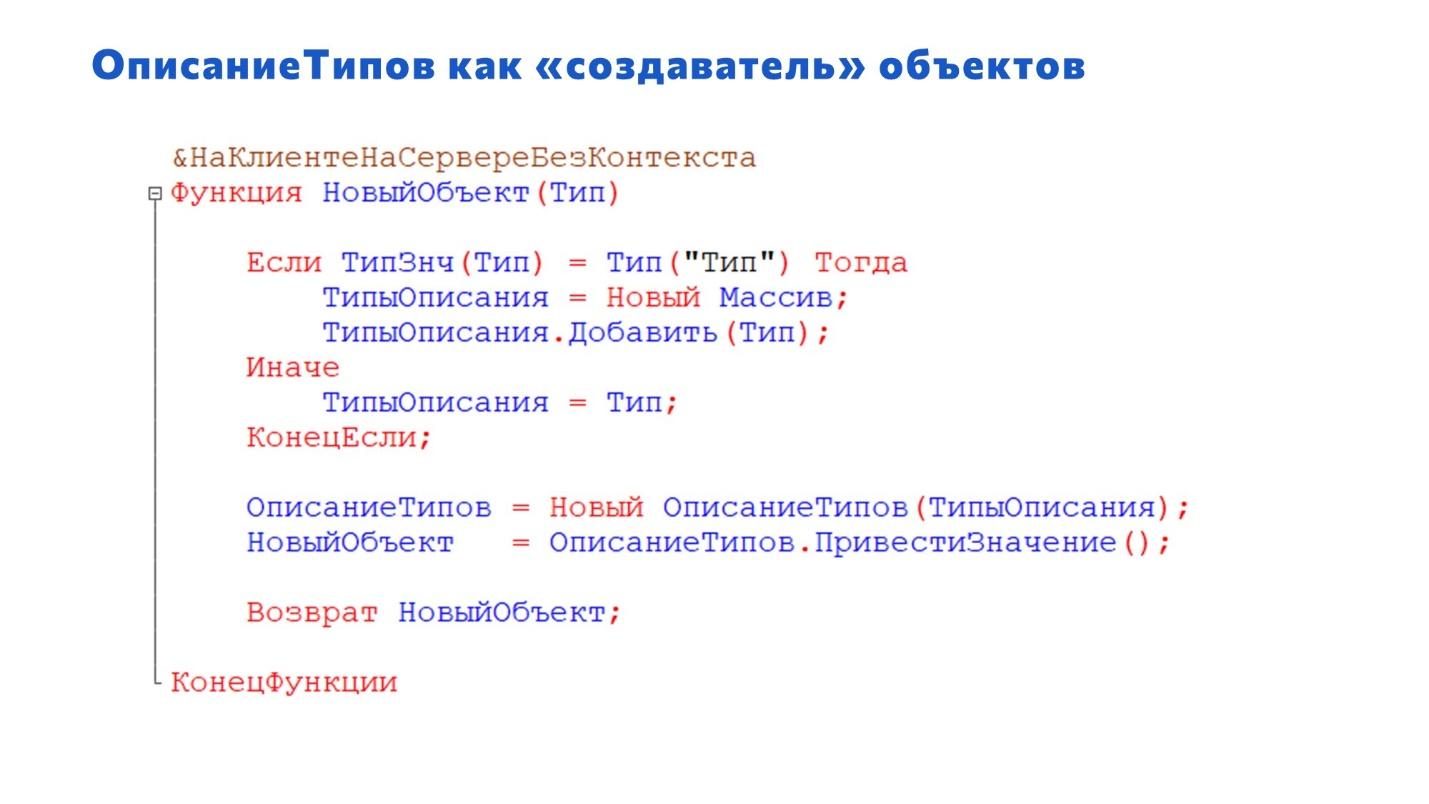 ОписаниеТипов как «создаватель» объектов
&НаКлиентеНаСервереБезКонтекста
Функция НовыйОбъект(Тип)
Если ТипЗнч(Тип) = Тип("Тип") Тогда
ТипыОписания = Новый Массив;
ТипыОписания.Добавить(Тип);
Иначе
ТипыОписания = Тип;
КонецЕсли;
ОписаниеТипов = Новый ОписаниеТипов(ТипыОписания);
НовыйОбъект = ОписаниеТипов.ПривестиЗначение();
Возврат НовыйОбъект;
КонецФункции